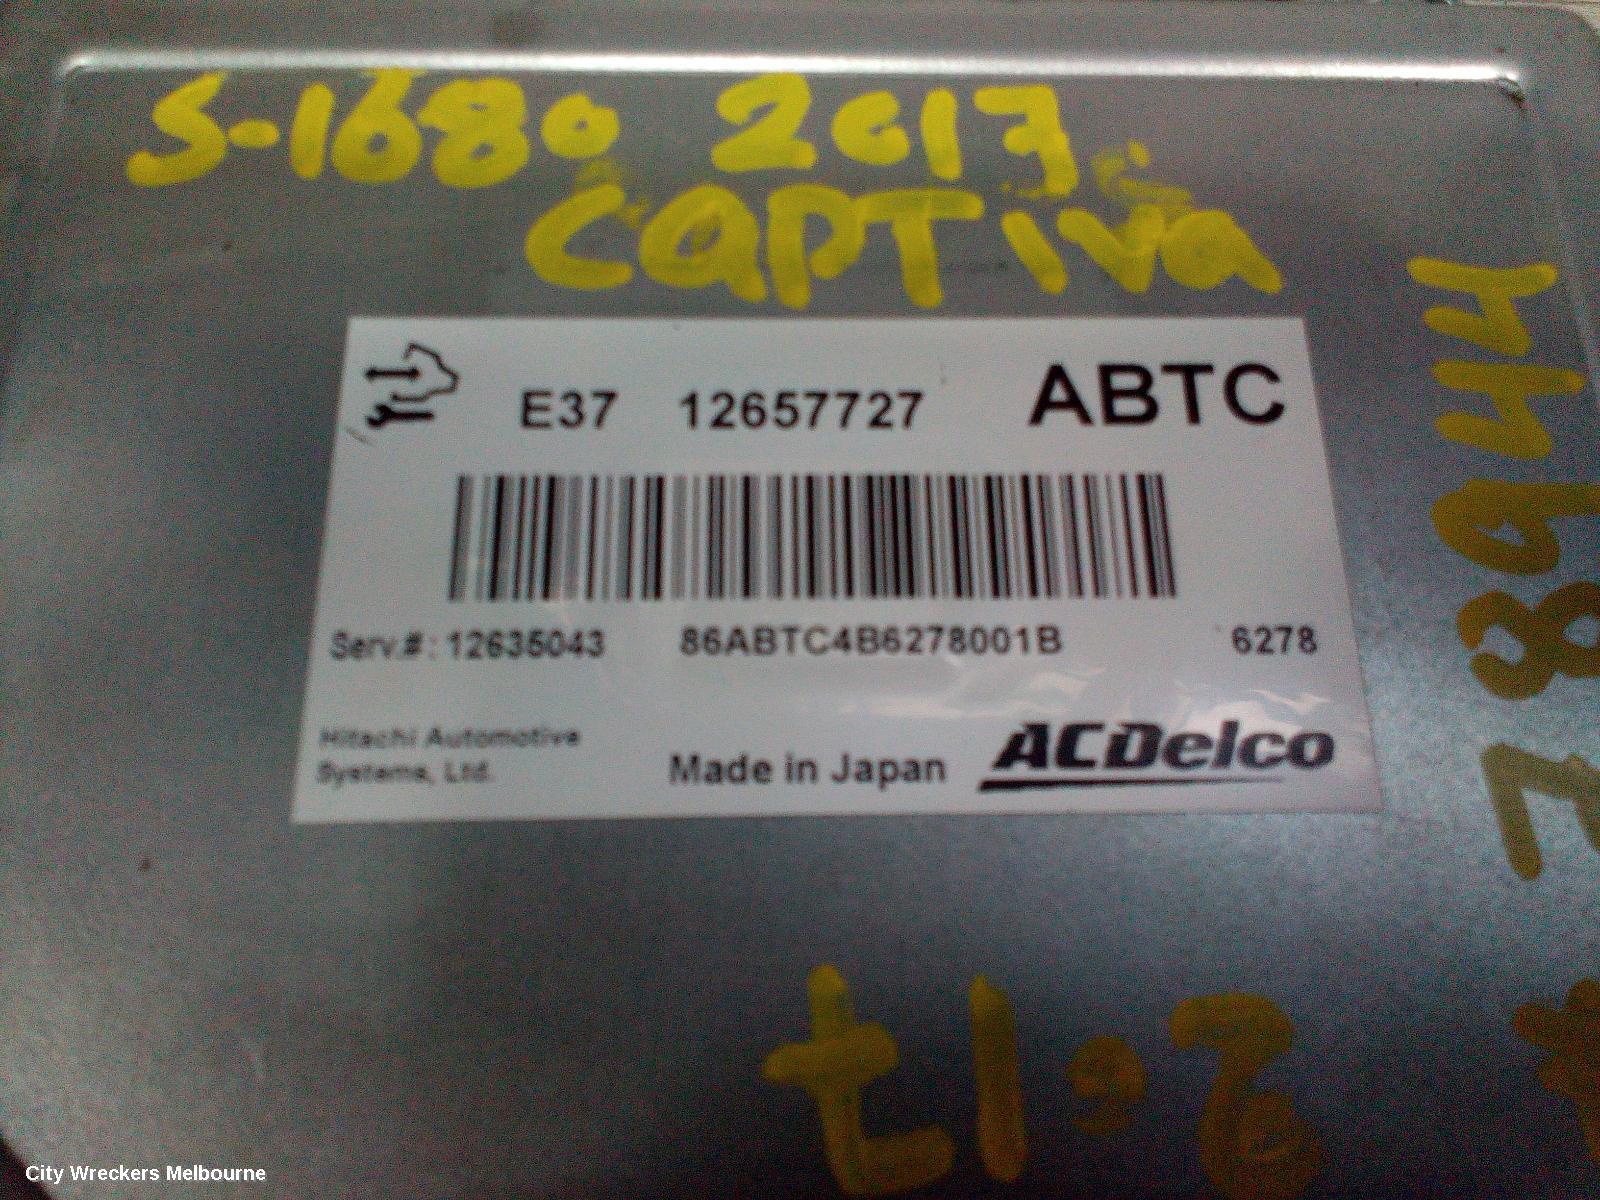 S-1680 2017
CAPTIVA
E37 12657727 ABTC
Serv.#: 12635043 86ABTC4B6278001B 6278
Hitachi Automotive
Systems, Ltd.
Made in Japan
ACDelco
2017
City Wreckers Melbourne